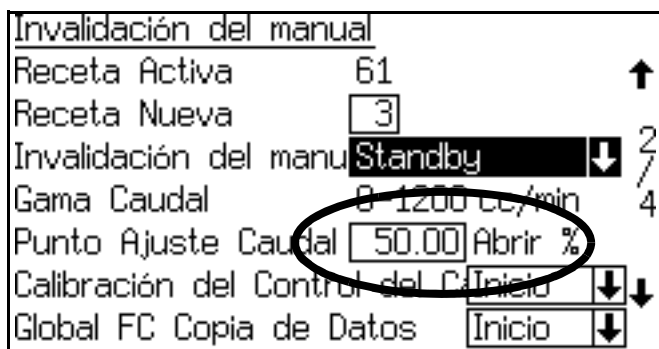 Invalidación del manual
Receta Activa 61
Receta Nueva 3
Invalidación del manu Standby
Gama Caudal 0-1200 cc/min
Punto Ajuste Caudal 50.00 Abrir %
Calibración del Control del C Inicio
Global FC Copia de Datos Inicio
2/4